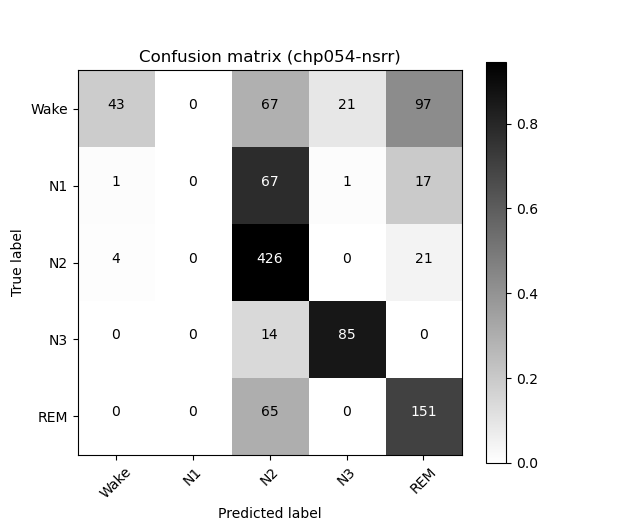 Confusion matrix (chp054-nsrr)
Wake 43 0 67 21 97
N1 1 0 67 1 17
N2 4 426 0 21
N3 0 0 14 85 0
REM 0 0 65 0 151
Wake N1 N2 N3 REM
True label
Predicted label
0.8
0.6
0.4
0.2
0.0